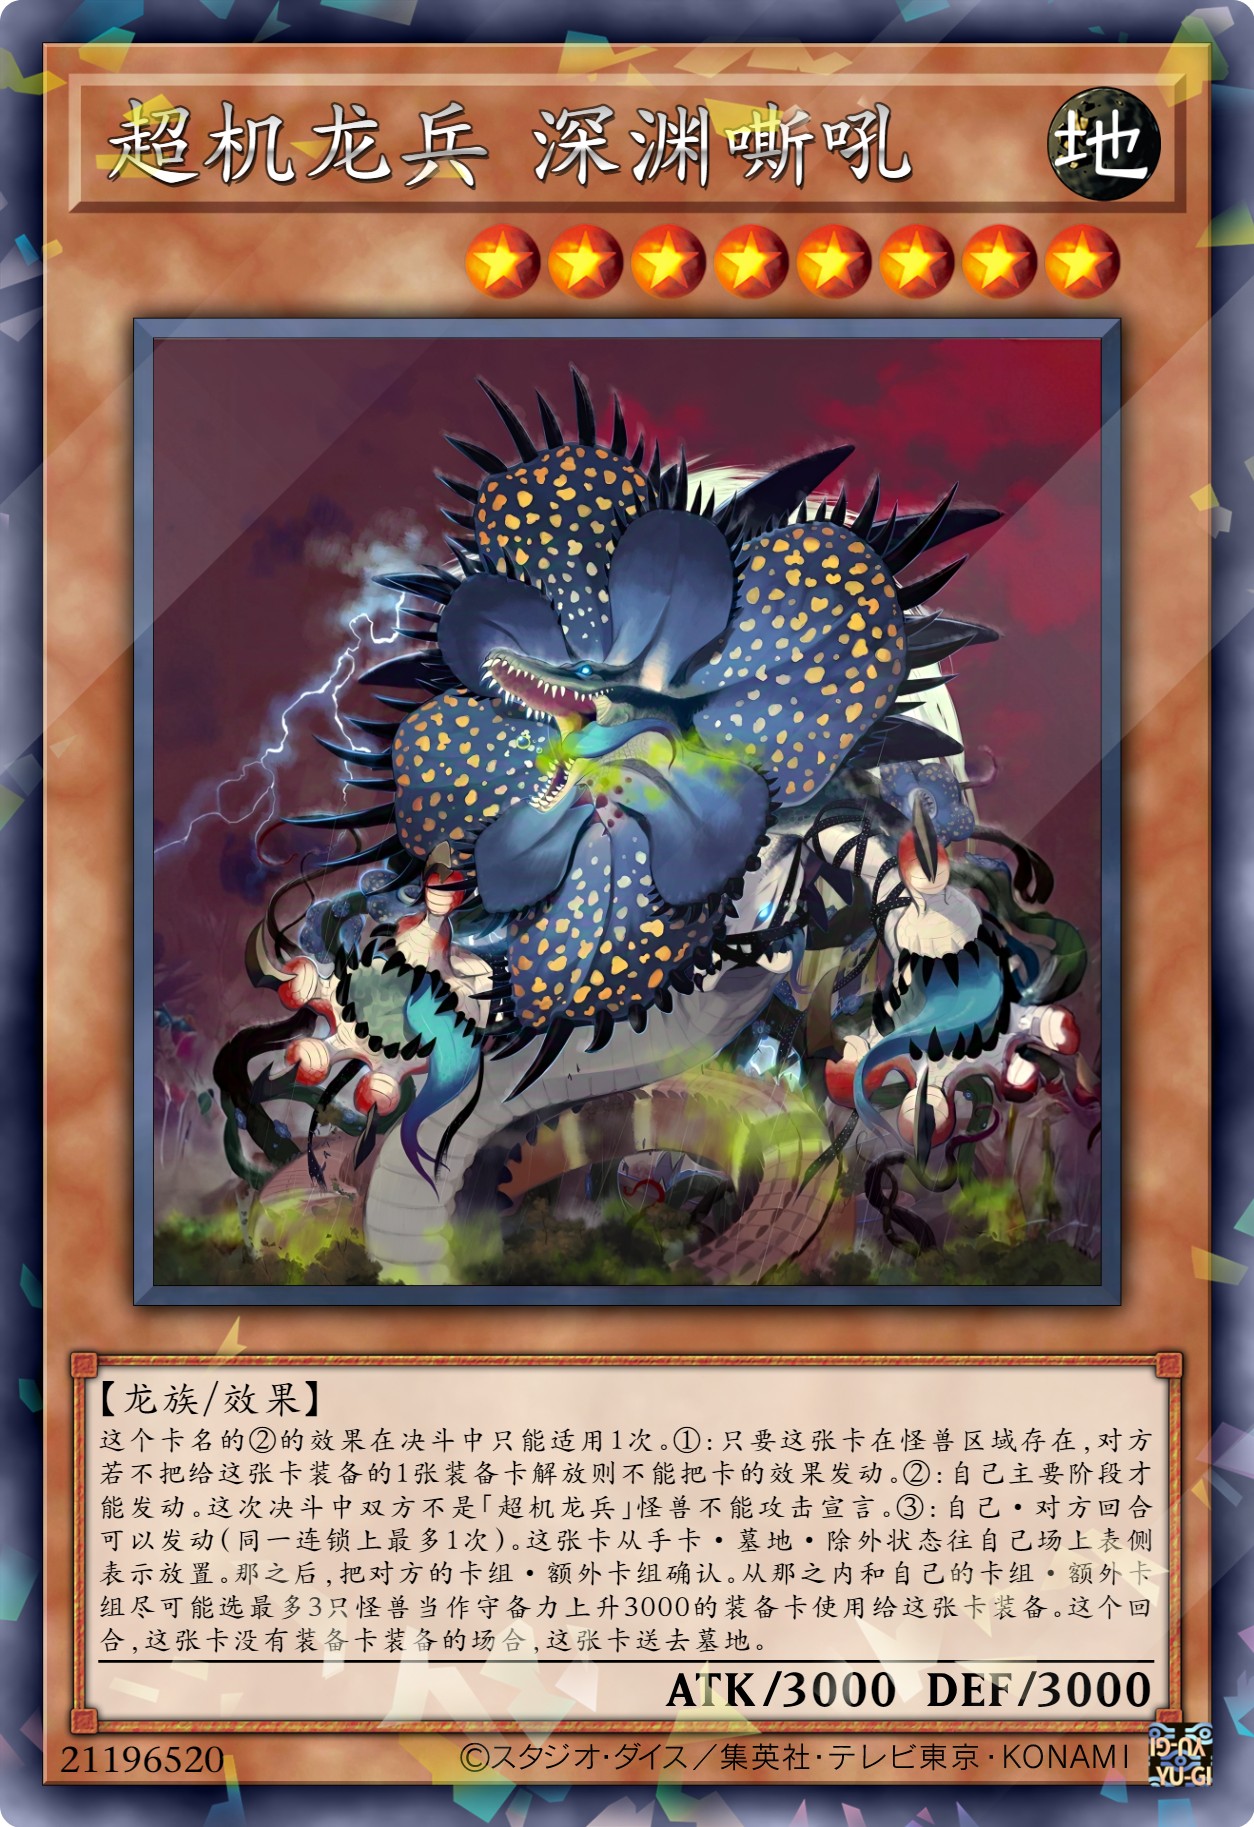 超机龙兵 深渊嘶吼
地
【龙族/效果】
这个卡名的②的效果在决斗中只能适用1次。①:只要这张卡在怪兽区域存在,对方
若不把给这张卡装备的1张装备卡解放则不能把卡的效果发动。②:自己主要阶段才
能发动。这次决斗中双方不是「超机龙兵」怪兽不能攻击宣言。③:自己・对方回合
可以发动(同一连锁上最多1次)。这张卡从手卡・墓地・除外状态往自己场上表侧
表示放置。那之后,把对方的卡组・额外卡组确认。从那之内和自己的卡组・额外卡
组尽可能选最多3只怪兽当作守备力上升3000的装备卡使用给这张卡装备。这个回
合,这张卡没有装备卡装备的场合,这张卡送去墓地。
ATK/3000 DEF/3000
21196520
©スタジオ・ダイス／集英社・テレビ東京・KONAMI
YU-GI
YU-GI